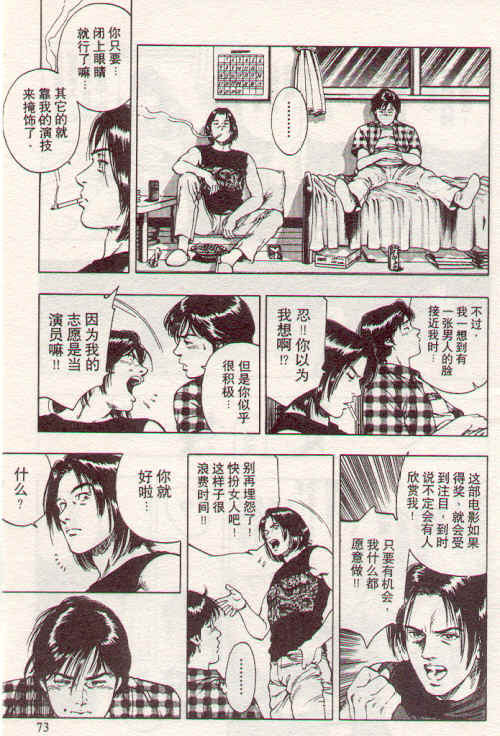 ……
你只要…
闭上眼睛
就行了嘛…
其它的就
靠我的演技
来掩饰了．
不过，
我一想到有
一张男人的脸
接近我时…
忍!!你以为
我想啊!?
但是你似乎
很积极…
因为我的
志愿是当
演员嘛!!
这部电影如果
得奖、就会受
到注目，到时
说不定会有人
欣赏我！
只要有机会，
我什么都
愿意做!!
别再埋怨了！
快扮女人吧！
这样子很
浪费时间!!
……
你就
好啦…
什么？
73